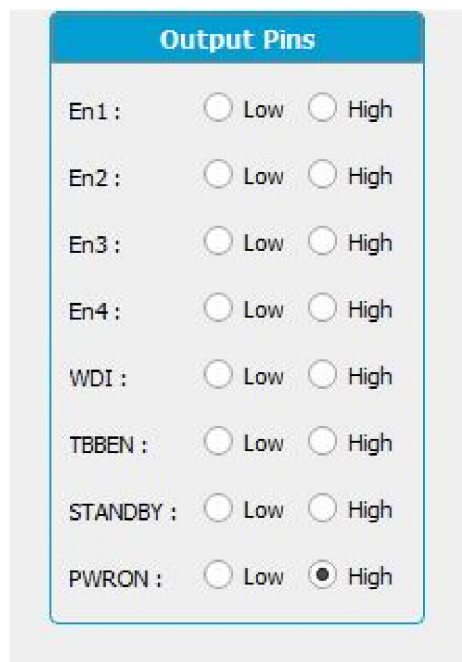 Output Pins
En1 : Low High
En2 : Low High
En3 : Low High
En4 : Low High
WDI : Low High
TBBEN : Low High
STANDBY : Low High
PWRON : Low High